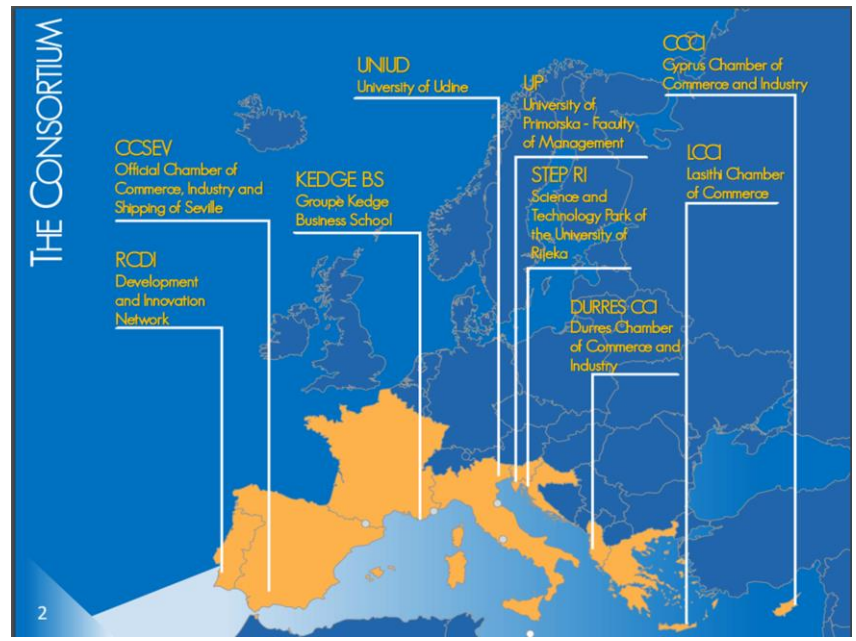 THE CONSORTIUM
CCCI
Cyprus Chamber of
Commerce and Industry
UNIUD
University of Udine
UP
University of
Primorska - Faculty
of Management
CCSEV
Official Chamber of
Commerce, Industry and
Shipping of Seville
KEDGE BS
Groupe Kedge
Business School
LCCI
Lasithi Chamber
of Commerce
STEP RI
Science and
Technology Park of
the University of
Rijeka
RCDI
Development
and Innovation
Network
DURRES CCI
Durres Chamber
of Commerce and
Industry
2